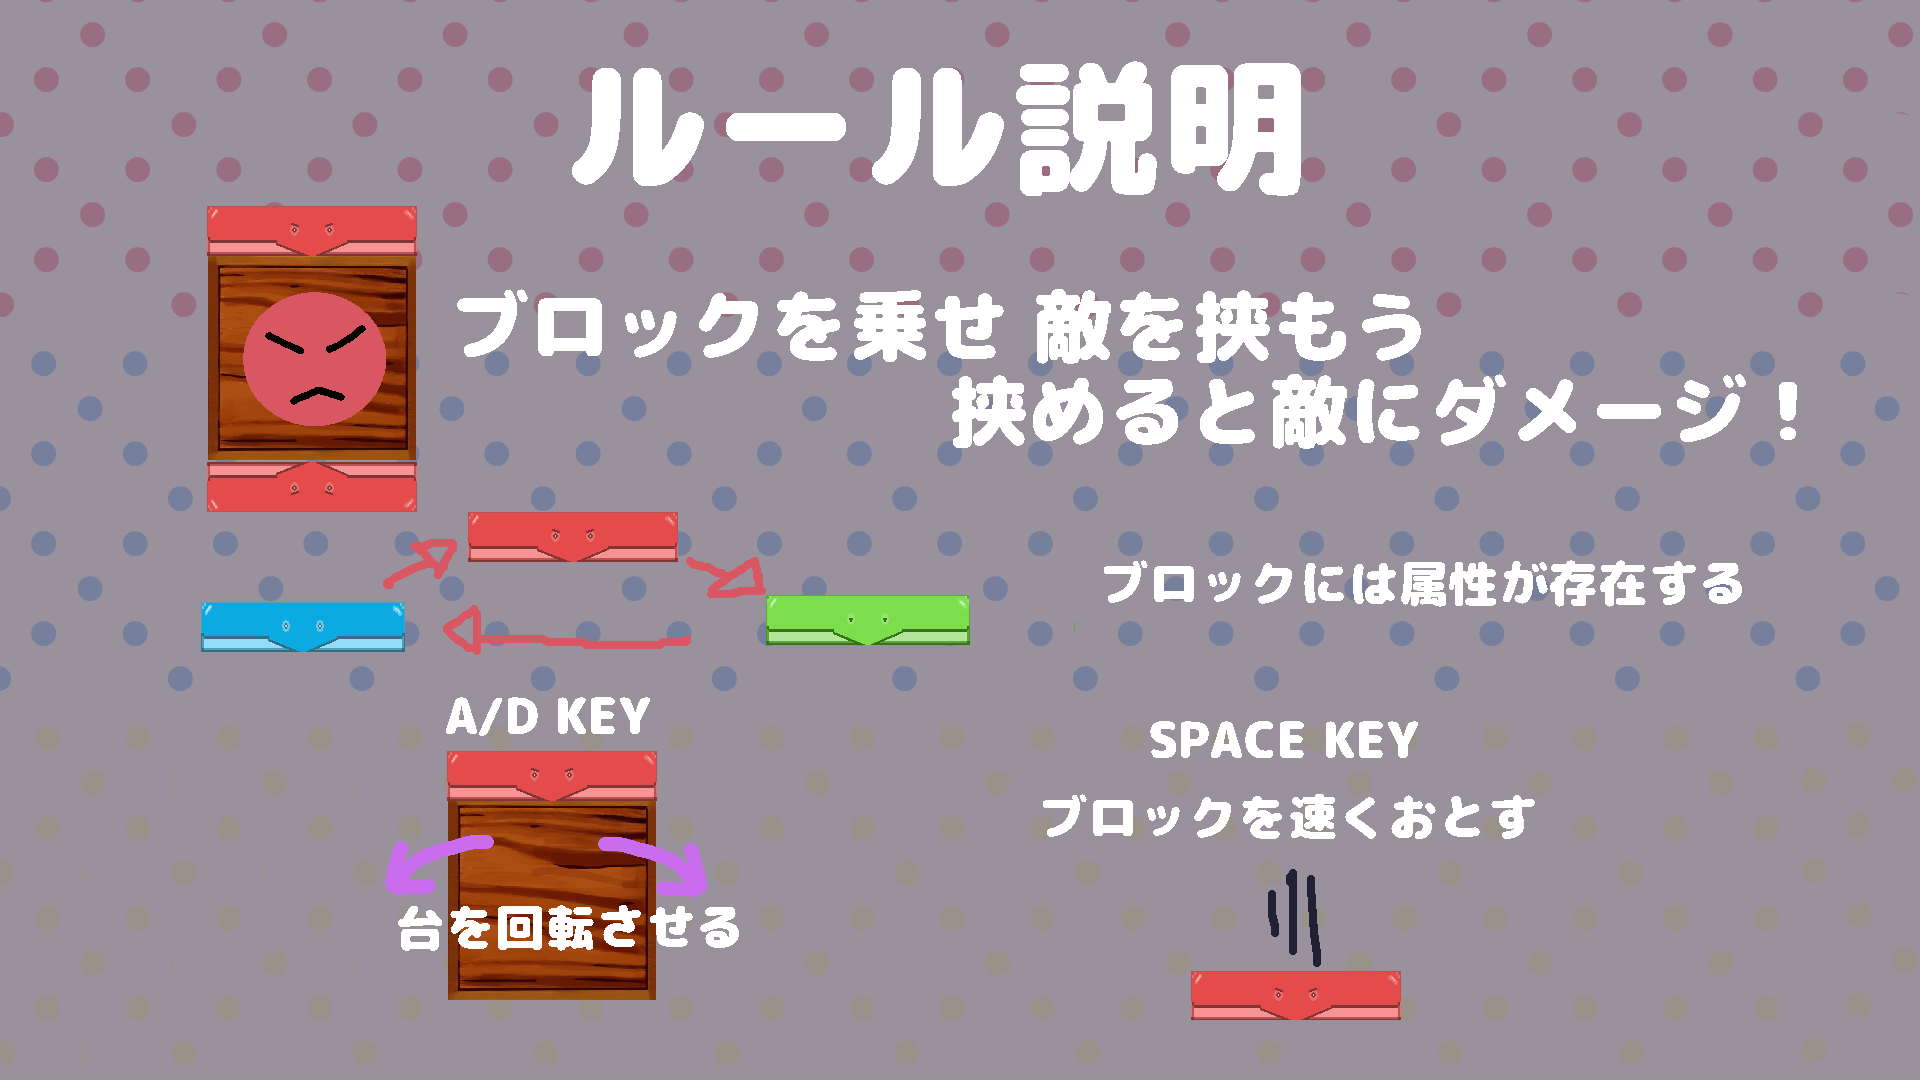 ルール説明
ブロックを乗せ 敵を挟もう
挟めると敵にダメージ！
ブロックには属性が存在する
A/D KEY
台を回転させる
SPACE KEY
ブロックを速くおとす